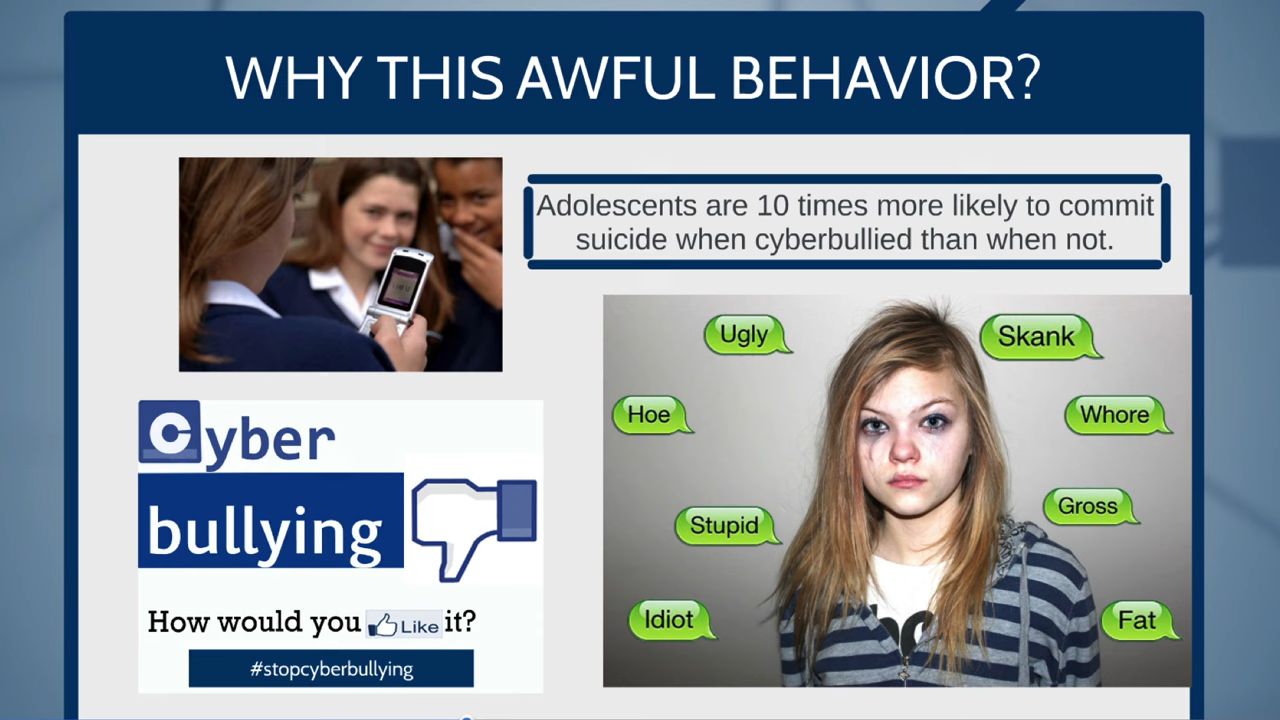 WHY THIS AWFUL BEHAVIOR?
Adolescents are 10 times more likely to commit
suicide when cyberbullied than when not.
Cyber
bullying
How would you Like it?
#stopcyberbullying
Ugly
Skank
Hoe
Whore
Stupid
Gross
Idiot
Fat